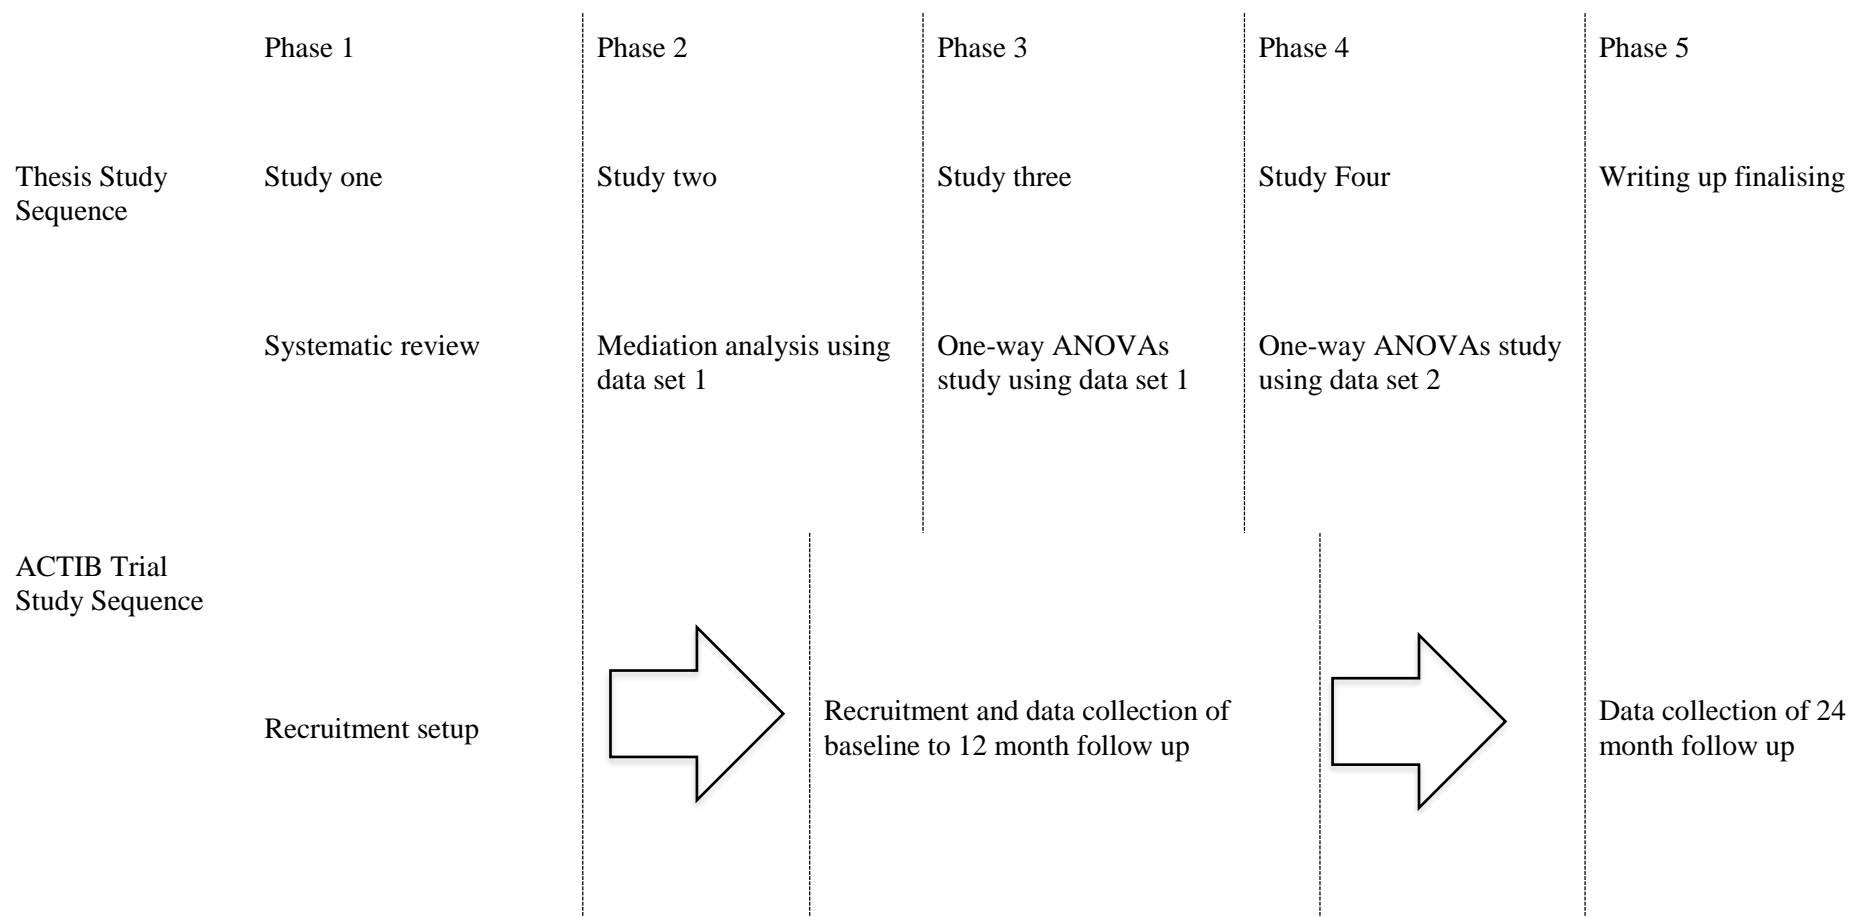 Phase 1
Phase 2
Phase 3
Phase 4
Phase 5
Thesis Study
Sequence
Study one
Study two
Study three
Study Four
Writing up finalising
Systematic review
Mediation analysis using
data set 1
One-way ANOVAs
study using data set 1
One-way ANOVAs study
using data set 2
ACTIB Trial
Study Sequence
Recruitment setup
Recruitment and data collection of
baseline to 12 month follow up
Data collection of 24
month follow up